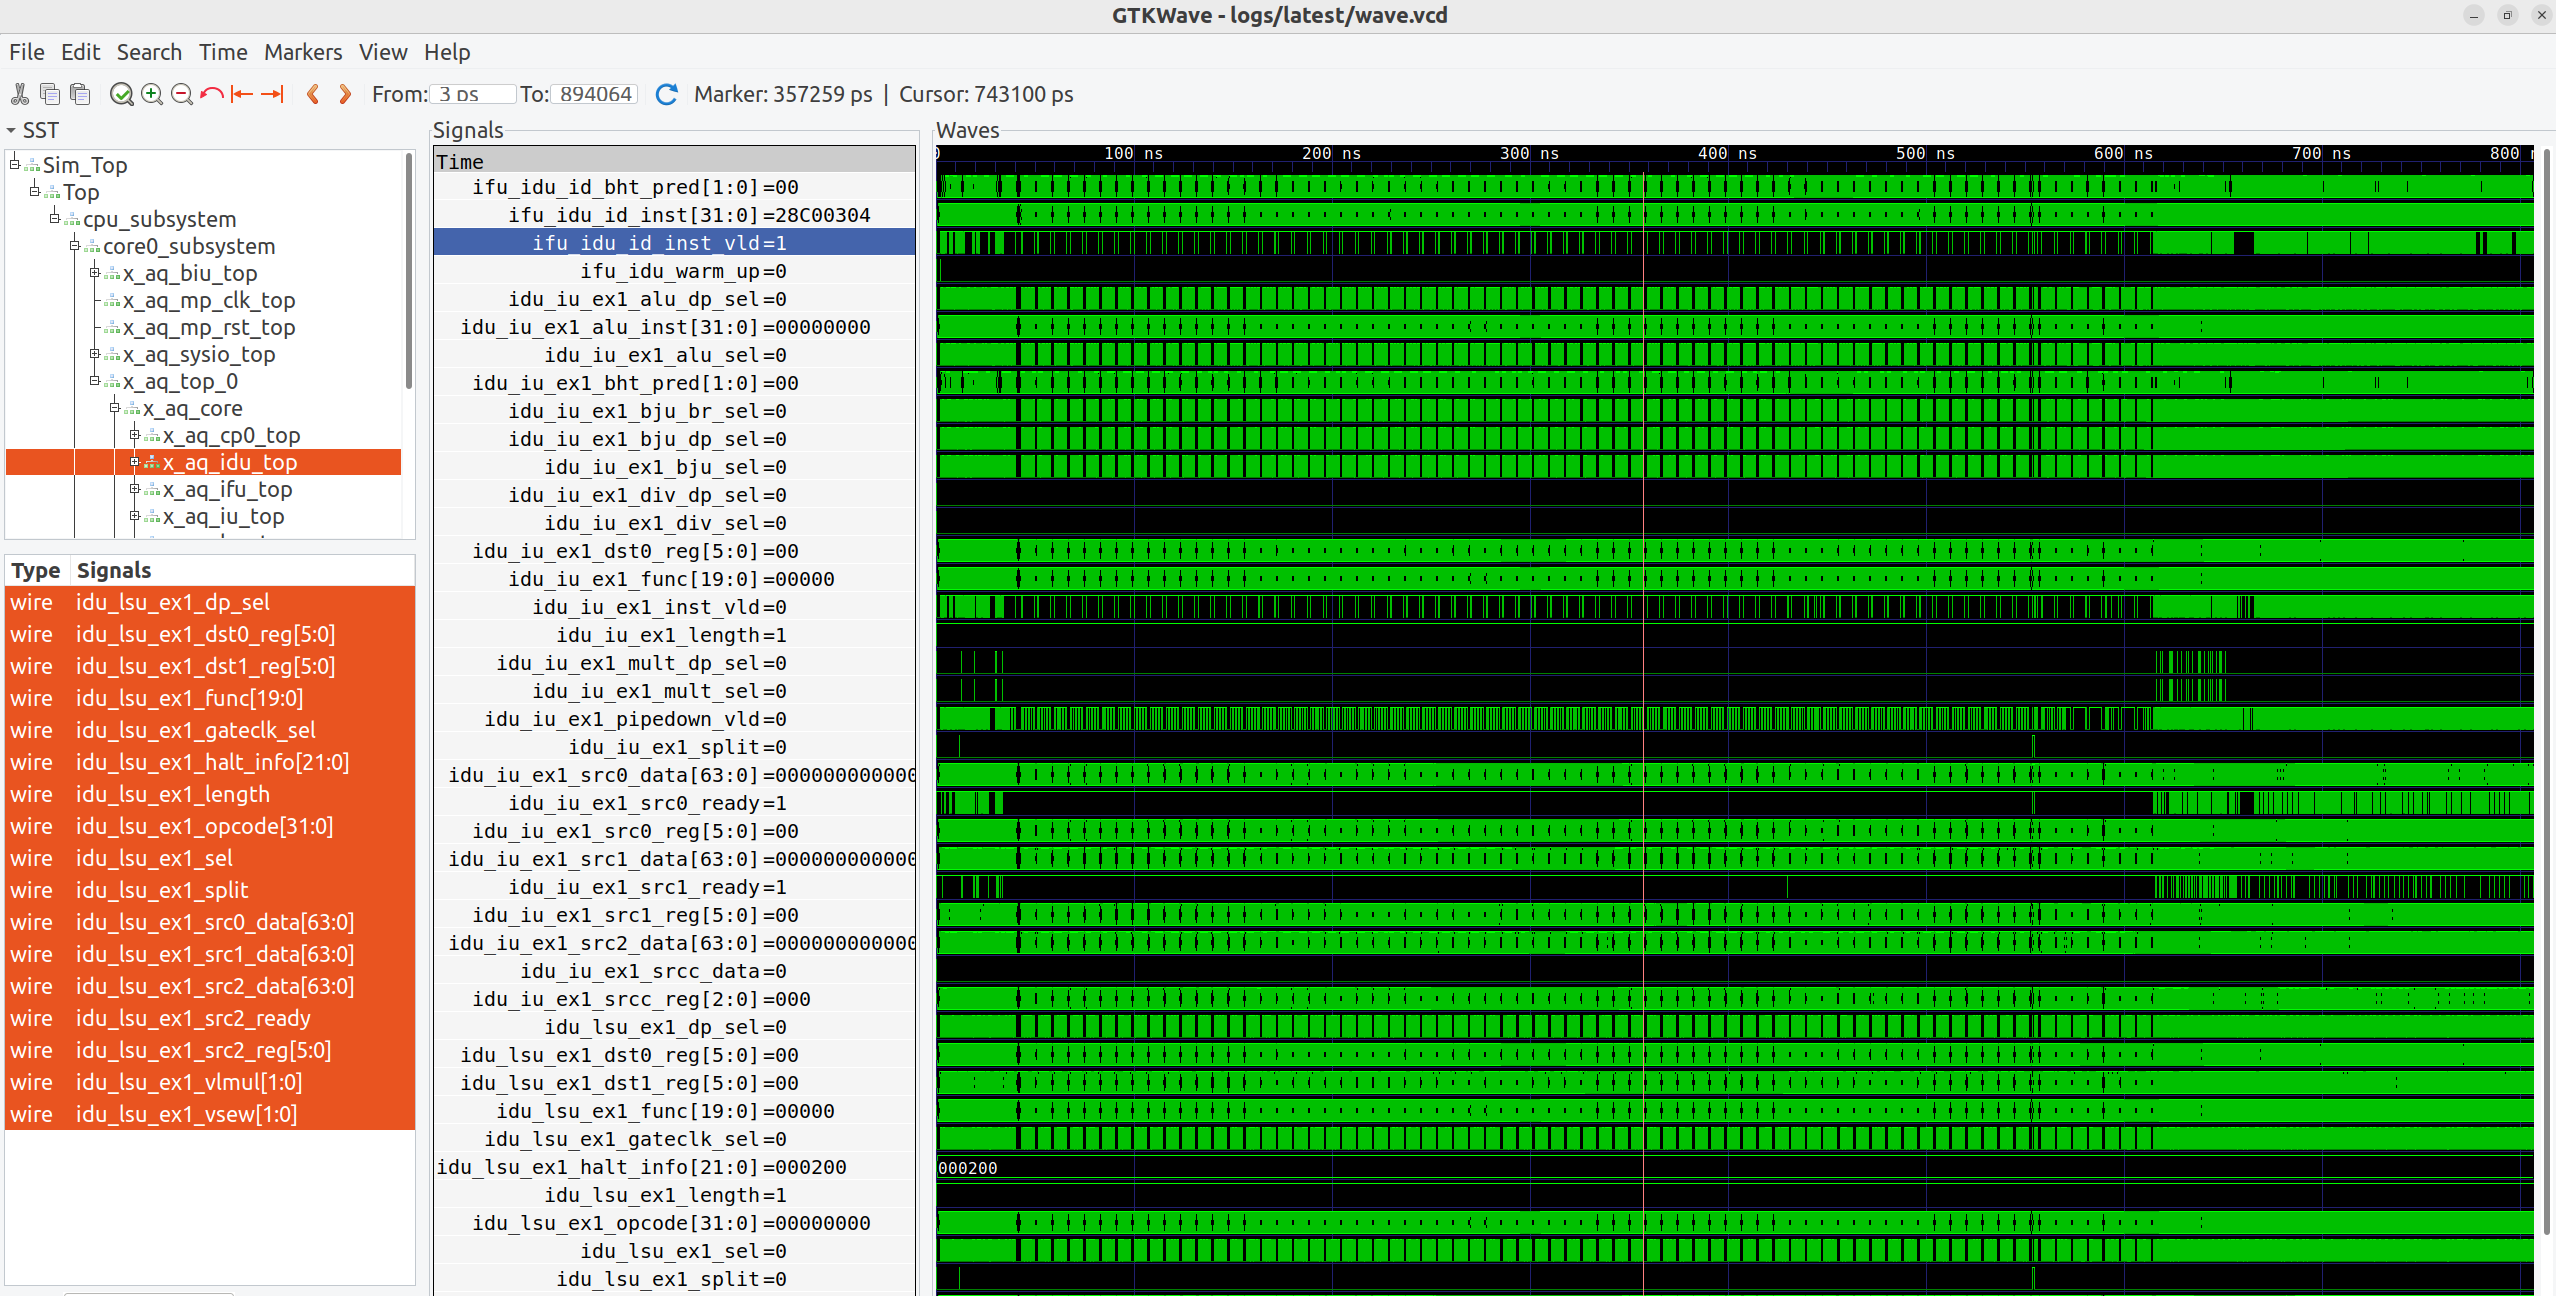 GTKWave - logs/latest/wave.vcd
File Edit Search Time Markers View Help
From: 3 ps To: 894064 Marker: 357259 ps | Cursor: 743100 ps
SST
Sim_Top
Top
cpu_subsystem
core0_subsystem
x_aq_biu_top
x_aq_mp_clk_top
x_aq_mp_rst_top
x_aq_sysio_top
x_aq_top_0
x_aq_core
x_aq_cp0_top
x_aq_idu_top
x_aq_ifu_top
x_aq_iu_top
Type Signals
wire idu_lsu_ex1_dp_sel
wire idu_lsu_ex1_dst0_reg[5:0]
wire idu_lsu_ex1_dst1_reg[5:0]
wire idu_lsu_ex1_func[19:0]
wire idu_lsu_ex1_gateclk_sel
wire idu_lsu_ex1_halt_info[21:0]
wire idu_lsu_ex1_length
wire idu_lsu_ex1_opcode[31:0]
wire idu_lsu_ex1_sel
wire idu_lsu_ex1_split
wire idu_lsu_ex1_src0_data[63:0]
wire idu_lsu_ex1_src1_data[63:0]
wire idu_lsu_ex1_src2_data[63:0]
wire idu_lsu_ex1_src2_ready
wire idu_lsu_ex1_src2_reg[5:0]
wire idu_lsu_ex1_vlmul[1:0]
wire idu_lsu_ex1_vsew[1:0]
Signals
Time
ifu_idu_id_bht_pred[1:0]=00
ifu_idu_id_inst[31:0]=28C00304
ifu_idu_id_inst_vld=1
ifu_idu_warm_up=0
idu_iu_ex1_alu_dp_sel=0
idu_iu_ex1_alu_inst[31:0]=00000000
idu_iu_ex1_alu_sel=0
idu_iu_ex1_bht_pred[1:0]=00
idu_iu_ex1_bju_br_sel=0
idu_iu_ex1_bju_dp_sel=0
idu_iu_ex1_bju_sel=0
idu_iu_ex1_div_dp_sel=0
idu_iu_ex1_div_sel=0
idu_iu_ex1_dst0_reg[5:0]=00
idu_iu_ex1_func[19:0]=00000
idu_iu_ex1_inst_vld=0
idu_iu_ex1_length=1
idu_iu_ex1_mult_dp_sel=0
idu_iu_ex1_mult_sel=0
idu_iu_ex1_pipedown_vld=0
idu_iu_ex1_split=0
idu_iu_ex1_src0_data[63:0]=000000000000
idu_iu_ex1_src0_ready=1
idu_iu_ex1_src0_reg[5:0]=00
idu_iu_ex1_src1_data[63:0]=000000000000
idu_iu_ex1_src1_ready=1
idu_iu_ex1_src1_reg[5:0]=00
idu_iu_ex1_src2_data[63:0]=000000000000
idu_iu_ex1_srcc_data=0
idu_iu_ex1_srcc_reg[2:0]=000
idu_lsu_ex1_dp_sel=0
idu_lsu_ex1_dst0_reg[5:0]=00
idu_lsu_ex1_dst1_reg[5:0]=00
idu_lsu_ex1_func[19:0]=00000
idu_lsu_ex1_gateclk_sel=0
idu_lsu_ex1_halt_info[21:0]=000200
idu_lsu_ex1_length=1
idu_lsu_ex1_opcode[31:0]=00000000
idu_lsu_ex1_sel=0
idu_lsu_ex1_split=0
Waves
0 100 ns 200 ns 300 ns 400 ns 500 ns 600 ns 700 ns 800
000200